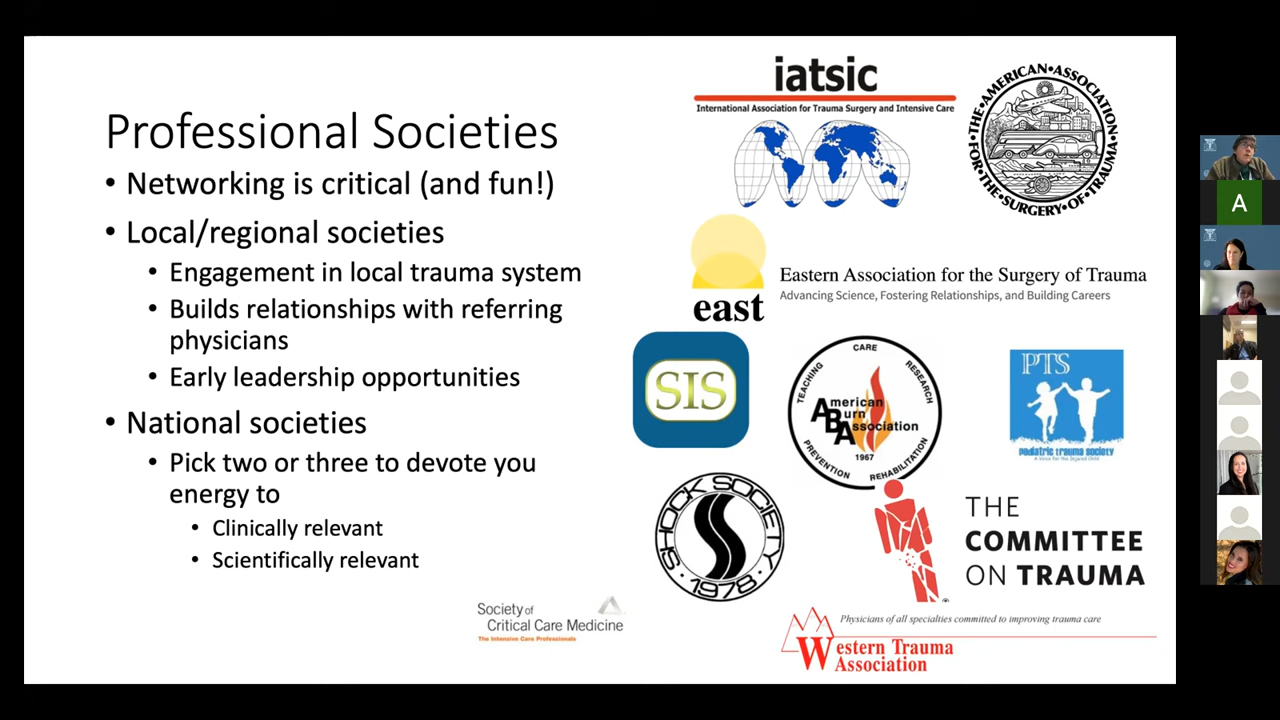 Professional Societies
• Networking is critical (and fun!)
• Local/regional societies
• Engagement in local trauma system
• Builds relationships with referring
physicians
• Early leadership opportunities
• National societies
• Pick two or three to devote you
energy to
• Clinically relevant
• Scientifically relevant
iatsic
International Association for Trauma Surgery and Intensive Care
THE•AMERICAN•ASSOCIATION•FOR•THE•SURGERY•OF•TRAUMA•
east
Eastern Association for the Surgery of Trauma
Advancing Science, Fostering Relationships, and Building Careers
SIS
CARE
RESEARCH
REHABILITATION
PREVENTION
TEACHING
American
Burn
Association
1967
PTS
pediatric trauma society
A Voice For the Injured Child
SHOCK SOCIETY
• 1978 •
THE
COMMITTEE
ON TRAUMA
®
Society of
Critical Care Medicine
The Intensive Care Professionals
Physicians of all specialties committed to improving trauma care
Western Trauma
Association
A